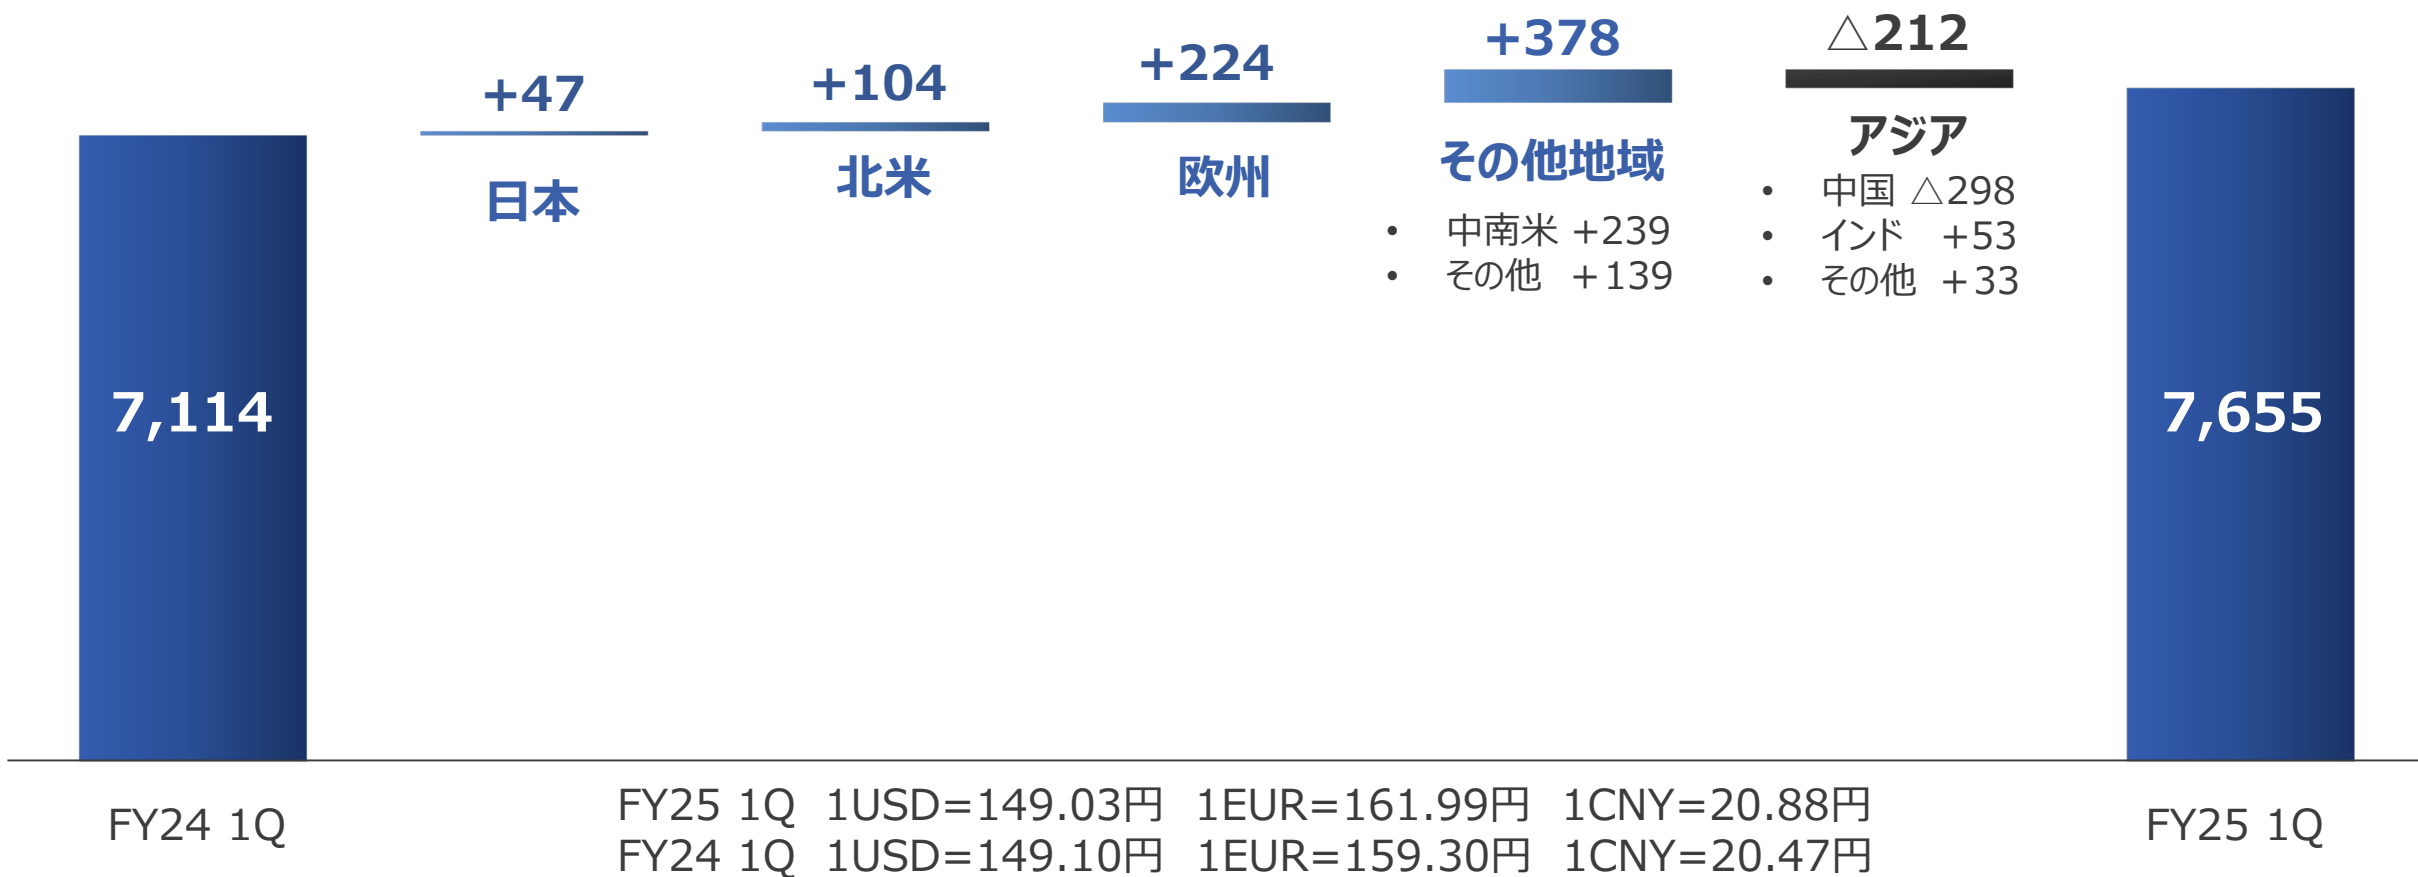 +47
日本
+104
北米
+224
欧州
+378
その他地域
• 中南米 +239
• その他 +139
△212
アジア
• 中国 △298
• インド +53
• その他 +33
7,114
7,655
FY24 1Q
FY25 1Q 1USD=149.03円 1EUR=161.99円 1CNY=20.88円
FY24 1Q 1USD=149.10円 1EUR=159.30円 1CNY=20.47円
FY25 1Q